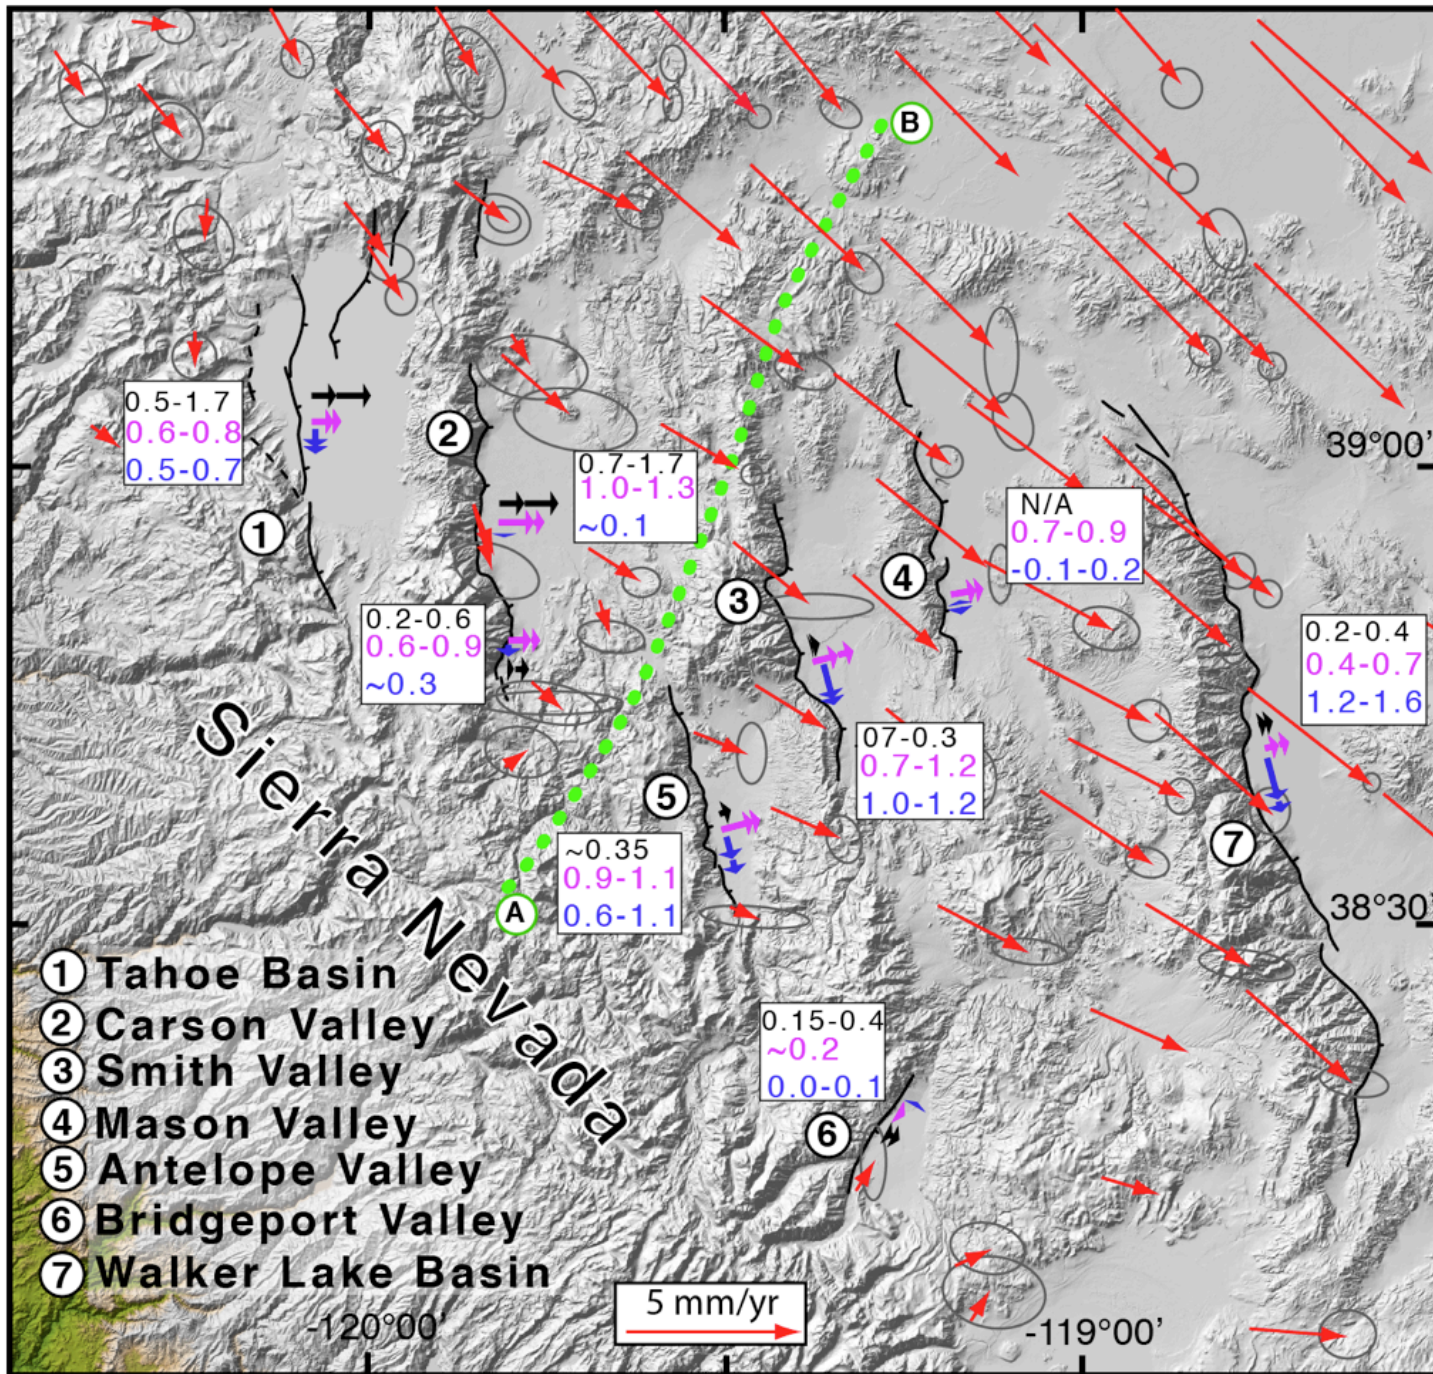 B
39°00'
0.5-1.7
0.6-0.8
0.5-0.7
2
0.7-1.7
1.0-1.3
~0.1
N/A
0.7-0.9
-0.1-0.2
1
4
3
0.2-0.6
0.6-0.9
~0.3
0.2-0.4
0.4-0.7
1.2-1.6
Sierra Nevada
.07-0.3
0.7-1.2
1.0-1.2
5
7
~0.35
0.9-1.1
0.6-1.1
A
38°30'
1 Tahoe Basin
2 Carson Valley
3 Smith Valley
4 Mason Valley
5 Antelope Valley
6 Bridgeport Valley
7 Walker Lake Basin
0.15-0.4
~0.2
0.0-0.1
6
5 mm/yr
-120°00'
-119°00'